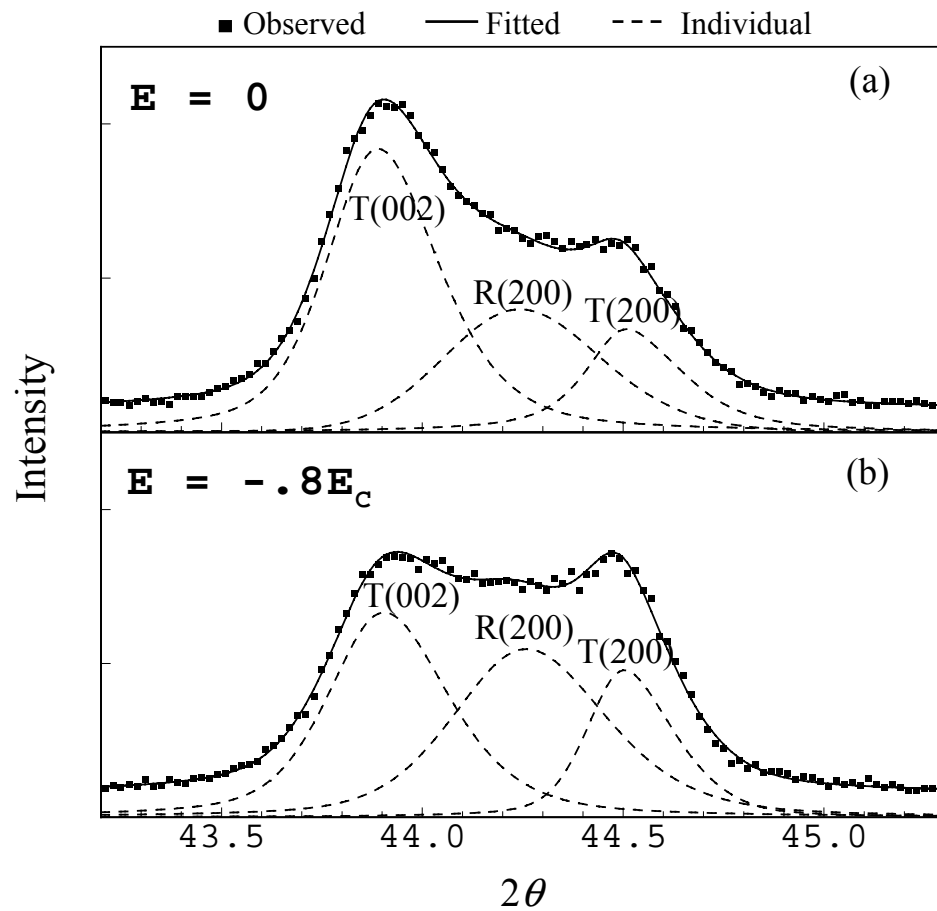 ■ Observed — Fitted --- Individual
E = 0
(a)
T(002)
R(200)
T(200)
Intensity
E = -.8Ec
(b)
T(002)
R(200)
T(200)
43.5 44.0 44.5 45.0
2θ